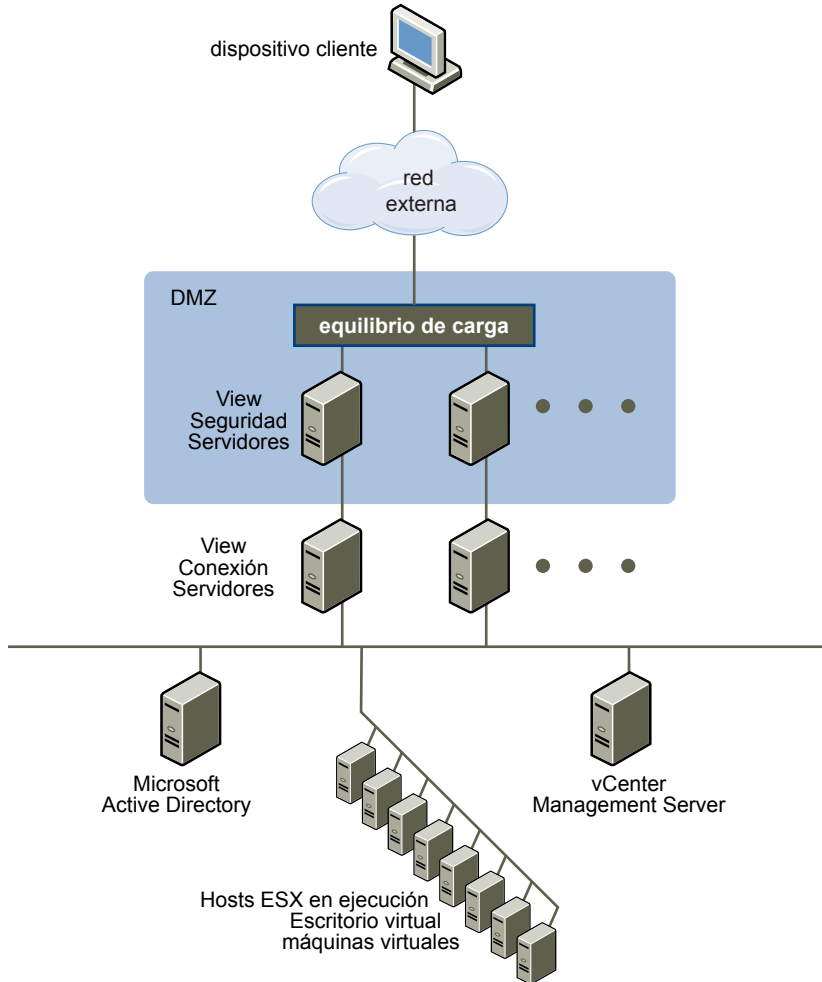 dispositivo cliente
red
externa
DMZ
equilibrio de carga
View
Seguridad
Servidores
View
Conexión
Servidores
Microsoft
Active Directory
vCenter
Management Server
Hosts ESX en ejecución
Escritorio virtual
máquinas virtuales